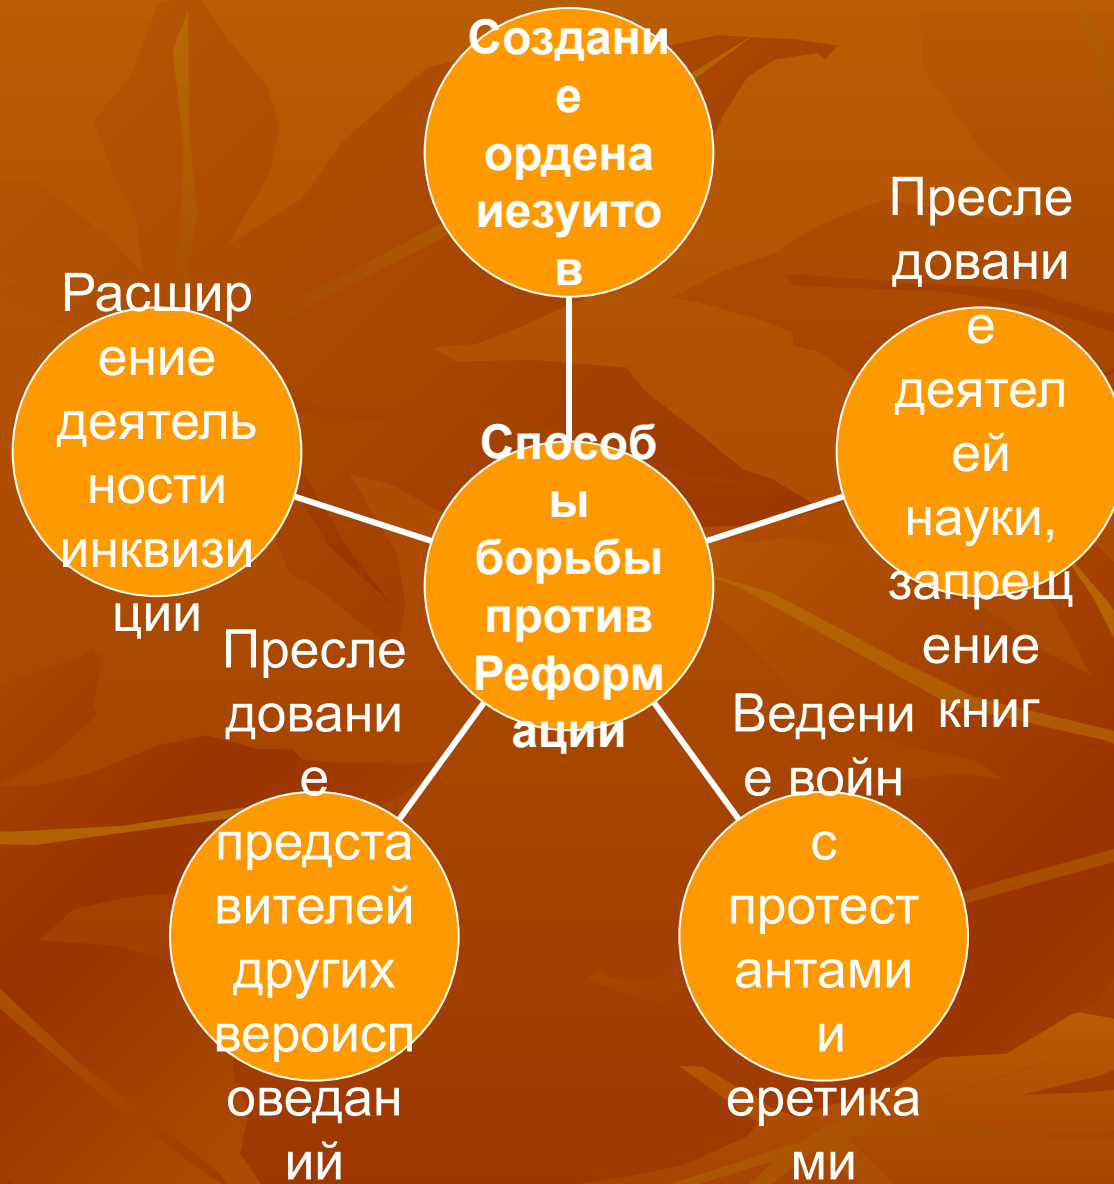 Создани
е
ордена
иезуито
в
Пресле
довани
е
деятел
ей
науки,
запрещ
ение
книг
Расшир
ение
деятель
ности
инквизи
ции
Способ
ы
борьбы
против
Реформ
ации
Пресле
довани
е
предста
вителей
других
вероисп
оведан
ий
Ведени
е войн
с
протест
антами
и
еретика
ми